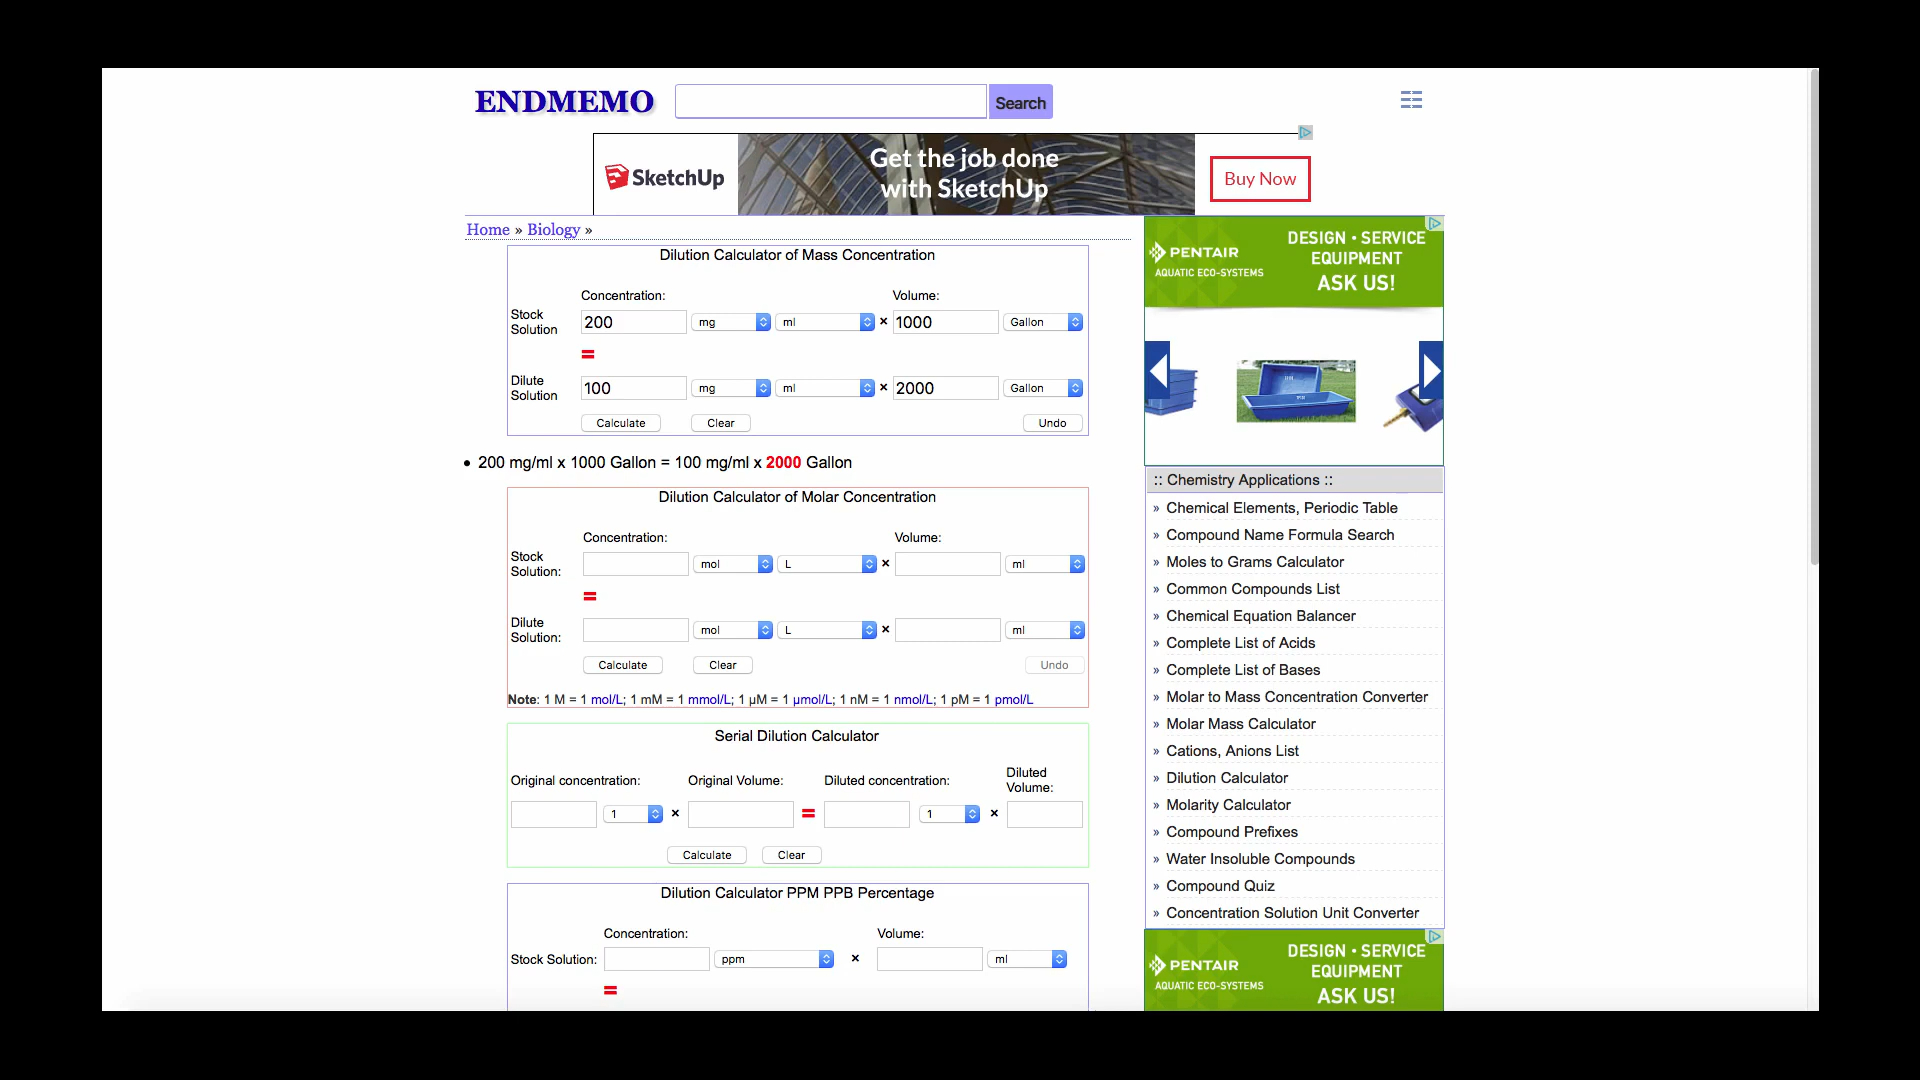 ENDMEMO
Search
SketchUp
Get the job done
with SketchUp
Buy Now
Home » Biology »
Dilution Calculator of Mass Concentration
Concentration: Volume:
Stock Solution 200 mg ml × 1000 Gallon
=
Dilute Solution 100 mg ml × 2000 Gallon
Calculate Clear Undo
• 200 mg/ml x 1000 Gallon = 100 mg/ml x 2000 Gallon
Dilution Calculator of Molar Concentration
Concentration: Volume:
Stock Solution: mol L × ml
=
Dilute Solution: mol L × ml
Calculate Clear Undo
Note: 1 M = 1 mol/L; 1 mM = 1 mmol/L; 1 µM = 1 µmol/L; 1 nM = 1 nmol/L; 1 pM = 1 pmol/L
Serial Dilution Calculator
Original concentration: Original Volume: Diluted concentration: Diluted Volume:
1 × = 1 ×
Calculate Clear
Dilution Calculator PPM PPB Percentage
Concentration: Volume:
Stock Solution: ppm × ml
=
PENTAIR
AQUATIC ECO-SYSTEMS
DESIGN • SERVICE
EQUIPMENT
ASK US!
:: Chemistry Applications ::
» Chemical Elements, Periodic Table
» Compound Name Formula Search
» Moles to Grams Calculator
» Common Compounds List
» Chemical Equation Balancer
» Complete List of Acids
» Complete List of Bases
» Molar to Mass Concentration Converter
» Molar Mass Calculator
» Cations, Anions List
» Dilution Calculator
» Molarity Calculator
» Compound Prefixes
» Water Insoluble Compounds
» Compound Quiz
» Concentration Solution Unit Converter
PENTAIR
AQUATIC ECO-SYSTEMS
DESIGN • SERVICE
EQUIPMENT
ASK US!